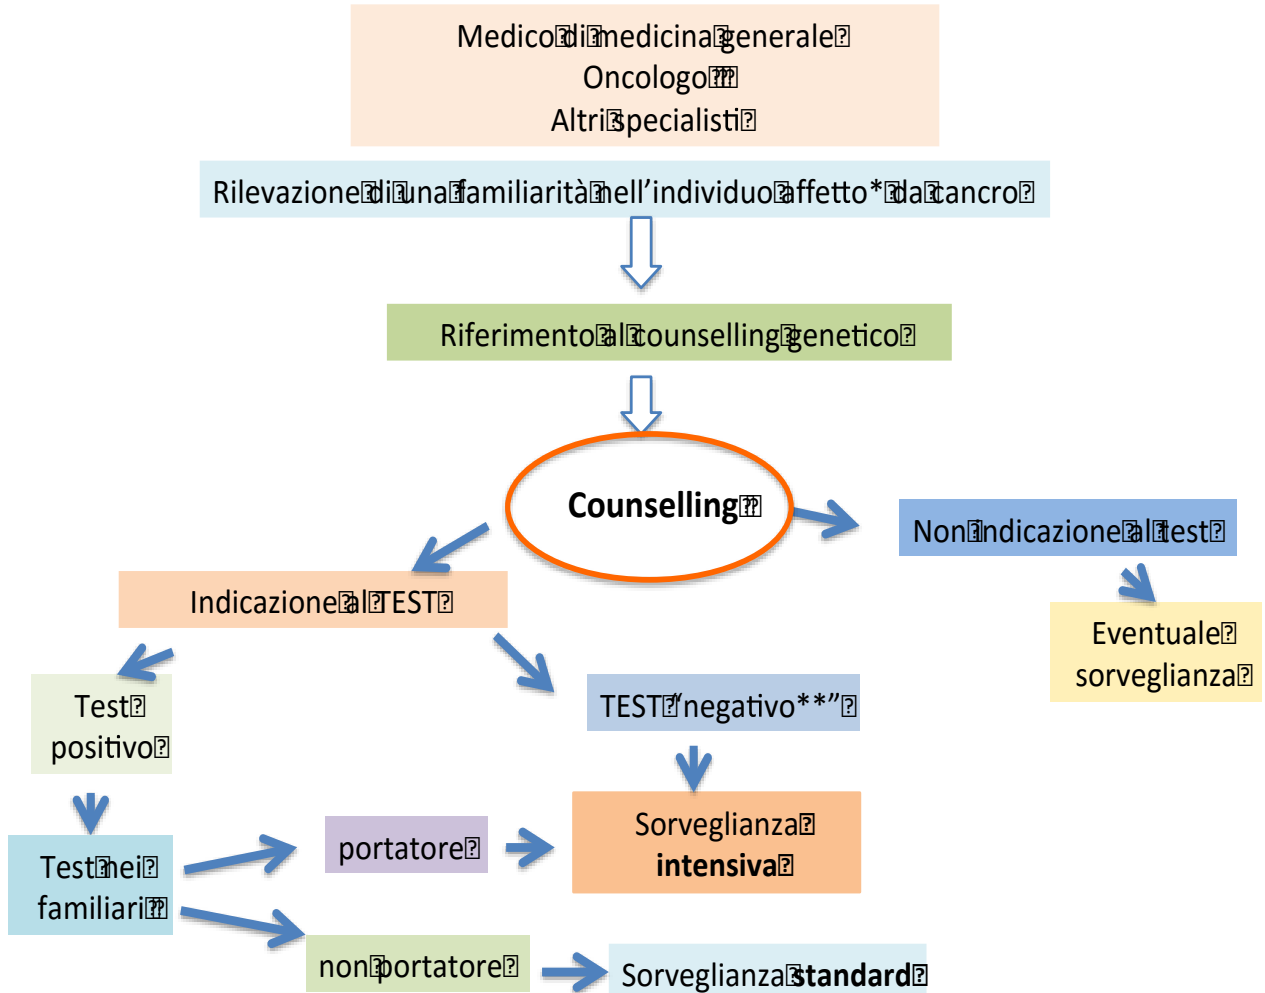 Medico di medicina generale
Oncologo
Altri specialisti
Rilevazione di una familiarità nell'individuo affetto* da cancro
Riferimento al counselling genetico
Counselling
Non indicazione al test
Indicazione al TEST
Eventuale
sorveglianza
Test
positivo
TEST "negativo**"
Sorveglianza
intensiva
portatore
Test nei
familiari
non portatore
Sorveglianza standard